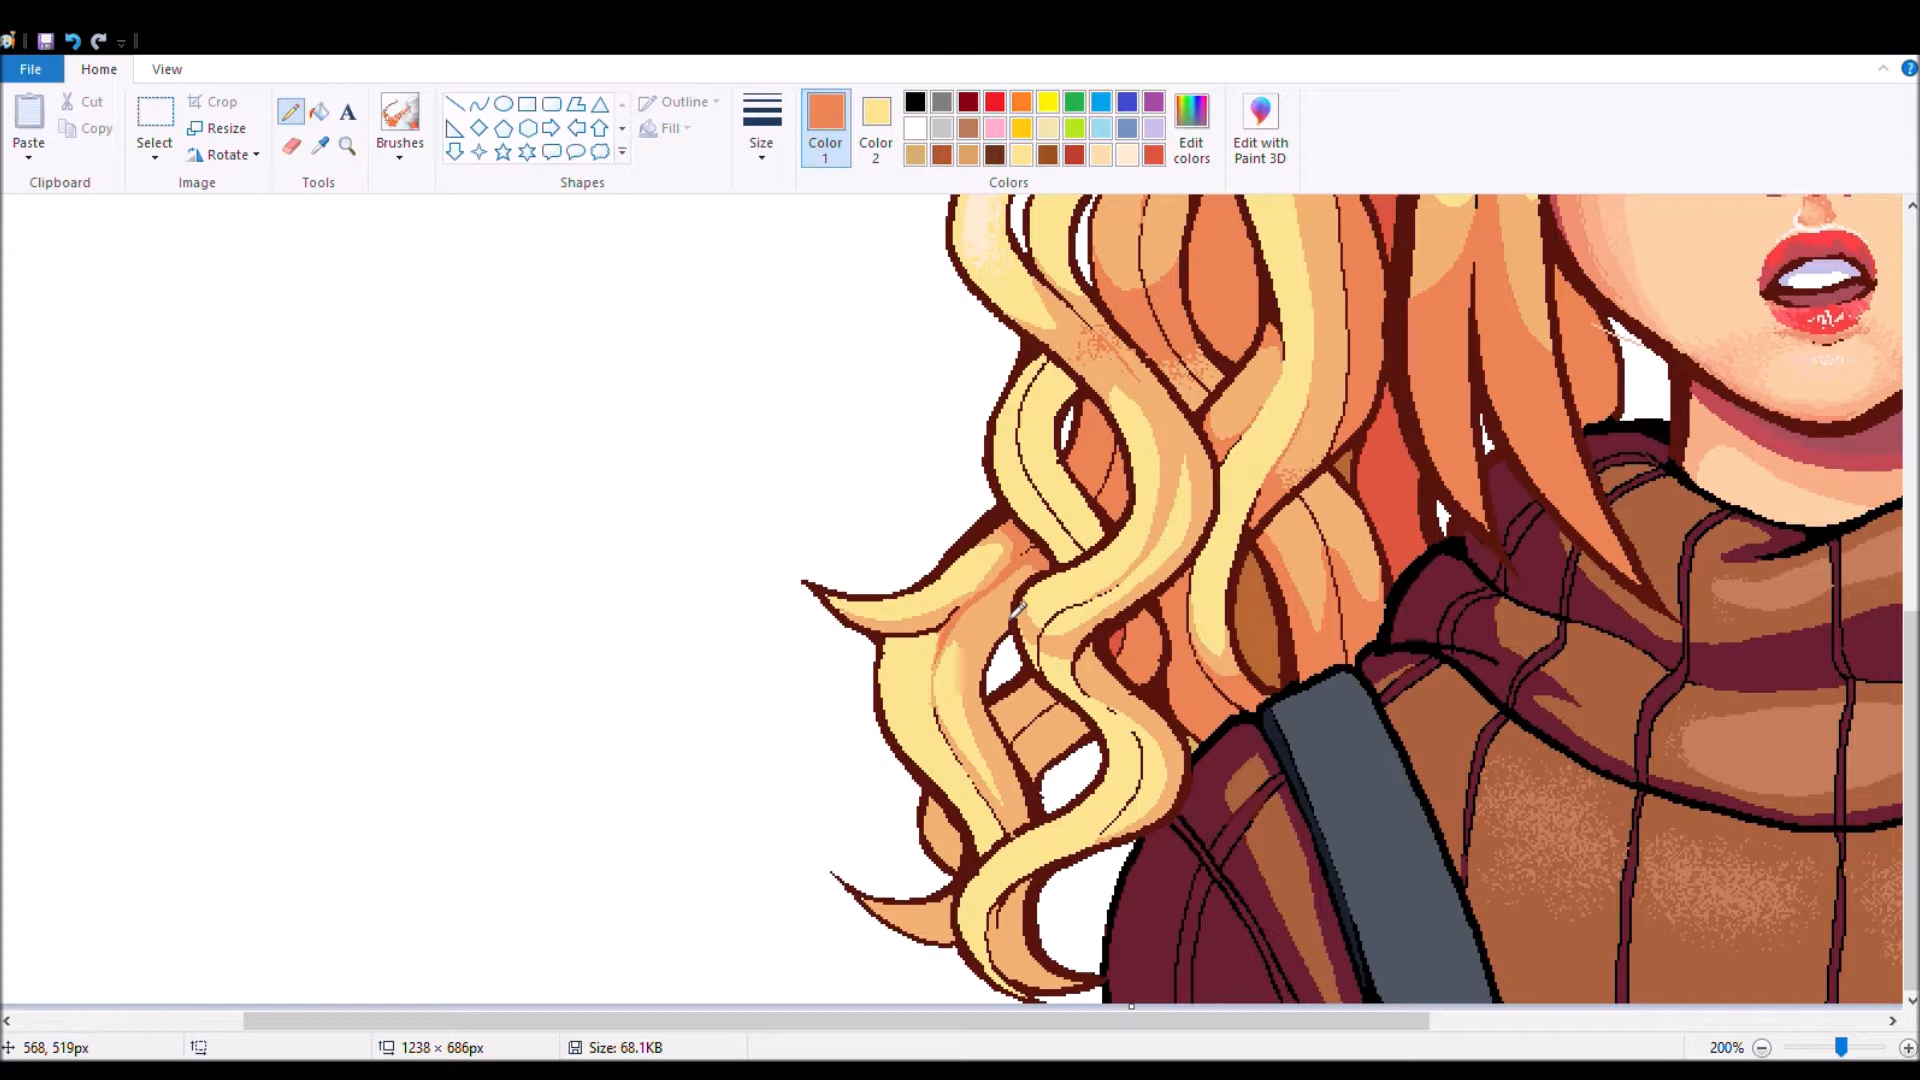 File Home View
Paste Cut Copy Clipboard
Select Crop Resize Rotate Image
A Tools
Brushes
Outline Fill Shapes
Size
Color 1
Color 2
Edit colors
Colors
Edit with Paint 3D
?
568, 519px 1238 × 686px Size: 68.1KB 200%